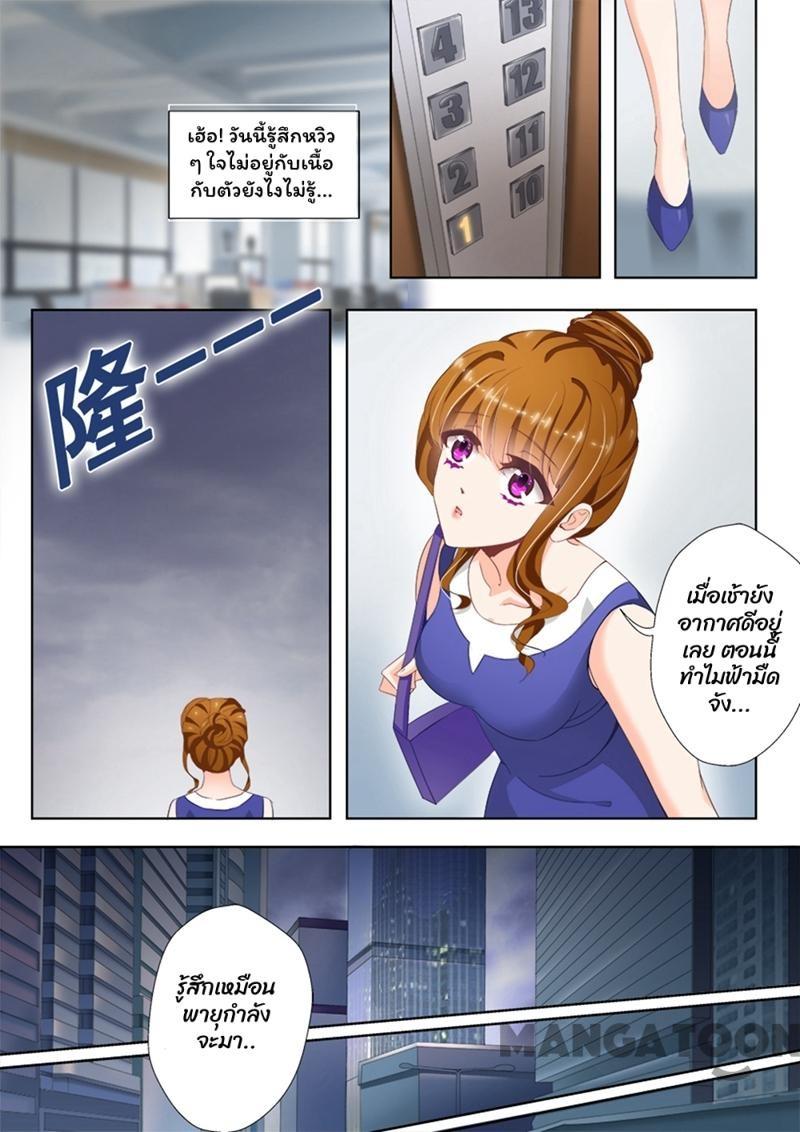 เฮ้อ! วันนี้รู้สึกหวิว
ๆ ใจไม่อยู่กับเนื้อ
กับตัวยังไงไม่รู้...
13
4
12
3
11
2
10
1
隆———
เมื่อเช้ายัง
อากาศดีอยู่
เลย ตอนนี้
ทำไมฟ้ามืด
จัง...
รู้สึกเหมือน
พายุกำลัง
จะมา..
MANGATOON